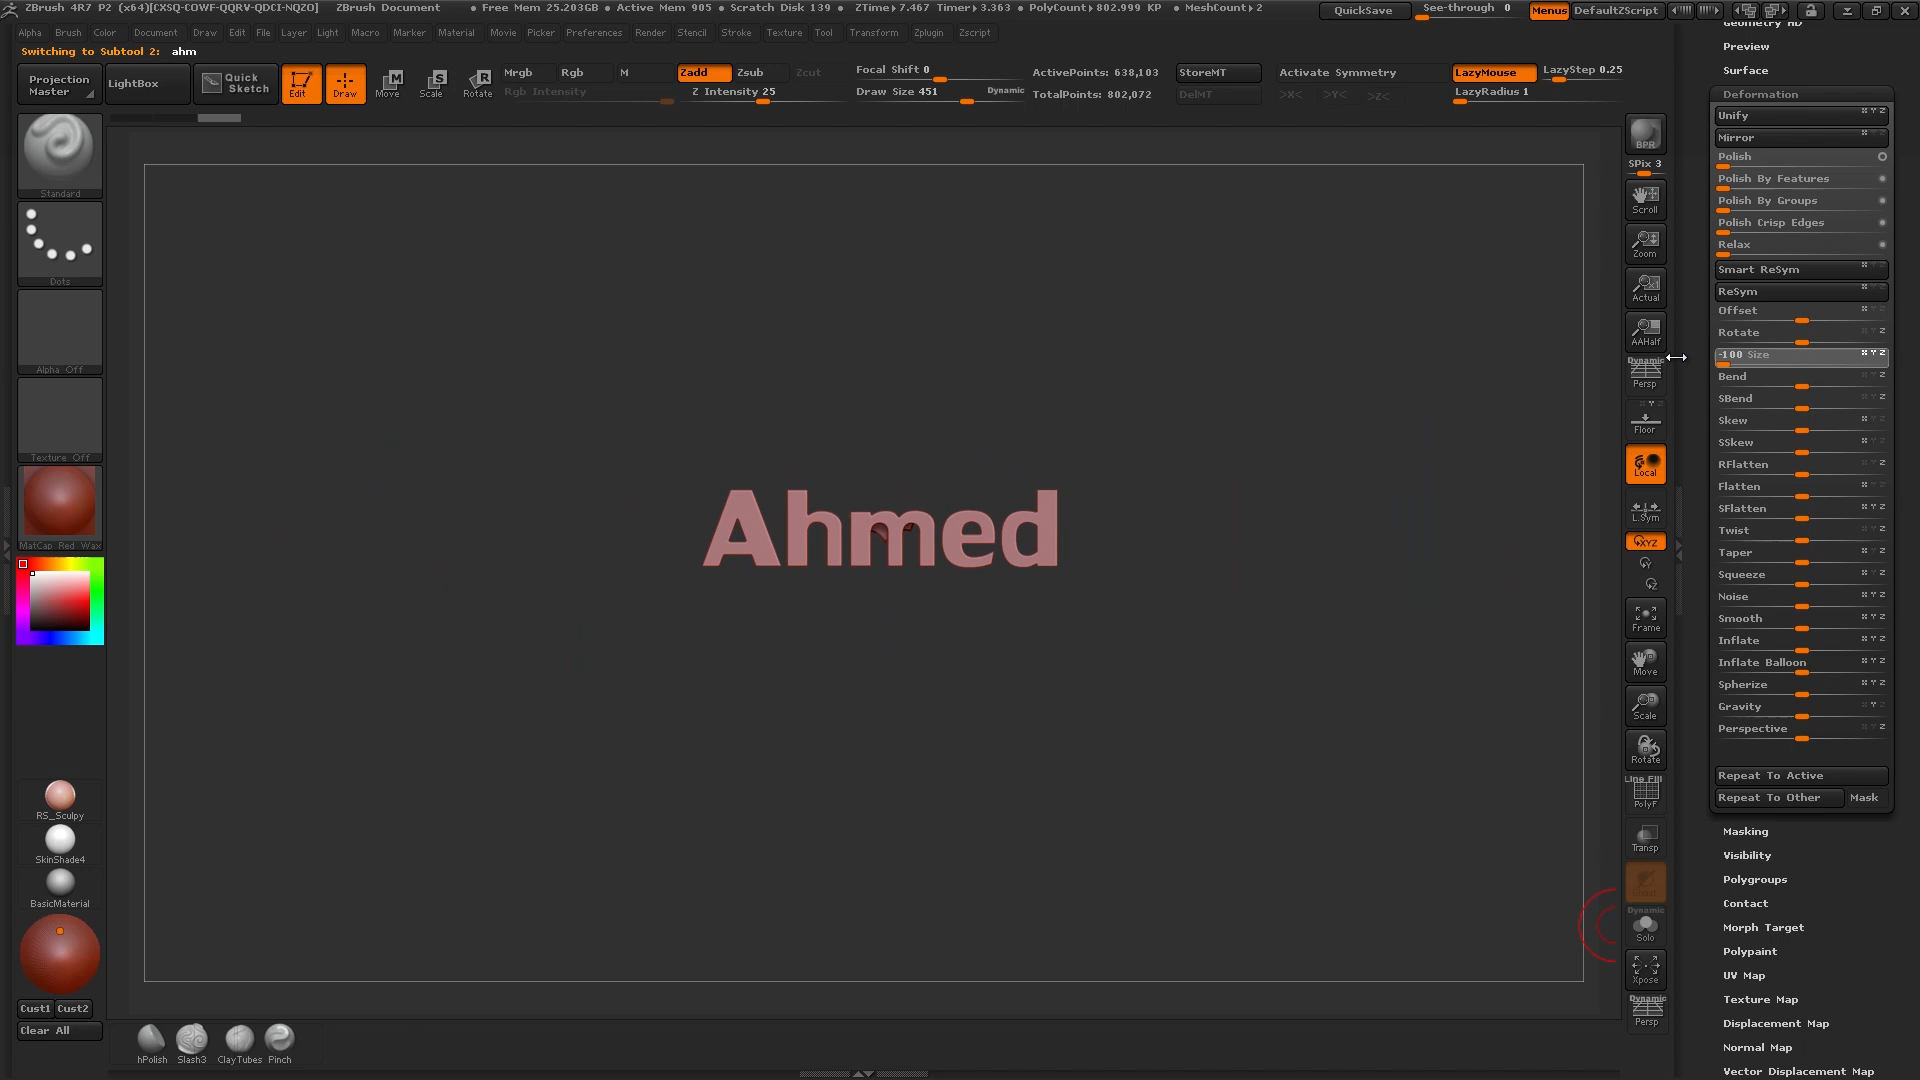 ZBrush 4R7 P2 (x64)[CXSQ-COWF-QQRV-QDCI-NQZO] ZBrush Document • Free Mem 25.203GB • Active Mem 905 • Scratch Disk 139 • ZTime▸7.467 Timer▸3.363 • PolyCount▸802.999 KP • MeshCount▸2 QuickSave See-through 0 Menus DefaultZScript
Alpha Brush Color Document Draw Edit File Layer Light Macro Marker Material Movie Picker Preferences Render Stencil Stroke Texture Tool Transform Zplugin Zscript
Switching to Subtool 2: ahm
Projection Master
LightBox
Quick Sketch
Edit
Draw
Move
Scale
Rotate
Mrgb Rgb M Zadd Zsub Zcut
Rgb Intensity Z Intensity 25
Focal Shift 0
Draw Size 451 Dynamic
ActivePoints: 638,103
TotalPoints: 802,072
StoreMT
DelMT
Activate Symmetry
>X< >Y< >Z<
LazyMouse LazyStep 0.25
LazyRadius 1
Standard
Dots
Alpha Off
Texture Off
MatCap Red Wax
RS_Sculpy
SkinShade4
BasicMaterial
Cust1 Cust2
Clear All
Ahmed
hPolish Slash3 ClayTubes Pinch
BPR
SPix 3
Scroll
Zoom
Actual
AAHalf
Dynamic
Persp
Floor
Local
L.Sym
XYZ
Y
Z
Frame
Move
Scale
Rotate
Line Fill
PolyF
Transp
Dynamic
Solo
Xpose
Dynamic
Persp
Geometry HD
Preview
Surface
Deformation
Unify
Mirror
Polish
Polish By Features
Polish By Groups
Polish Crisp Edges
Relax
Smart ReSym
ReSym
Offset
Rotate
-100 Size
Bend
SBend
Skew
SSkew
RFlatten
Flatten
SFlatten
Twist
Taper
Squeeze
Noise
Smooth
Inflate
Inflate Balloon
Spherize
Gravity
Perspective
Repeat To Active
Repeat To Other Mask
Masking
Visibility
Polygroups
Contact
Morph Target
Polypaint
UV Map
Texture Map
Displacement Map
Normal Map
Vector Displacement Map